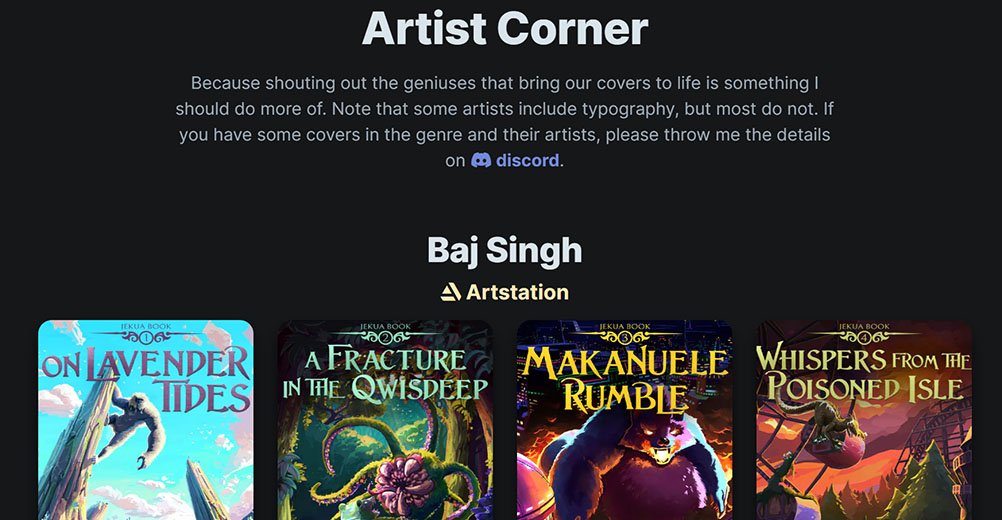 Artist Corner
Because shouting out the geniuses that bring our covers to life is something I
should do more of. Note that some artists include typography, but most do not. If
you have some covers in the genre and their artists, please throw me the details
on discord.
Baj Singh
Artstation
JEKUA BOOK
1
ON LAVENDER
TIDES
JEKUA BOOK
2
A FRACTURE
IN THE QWISDEEP
JEKUA BOOK
3
MAKANUELE
RUMBLE
JEKUA BOOK
4
WHISPERS FROM THE
POISONED ISLE